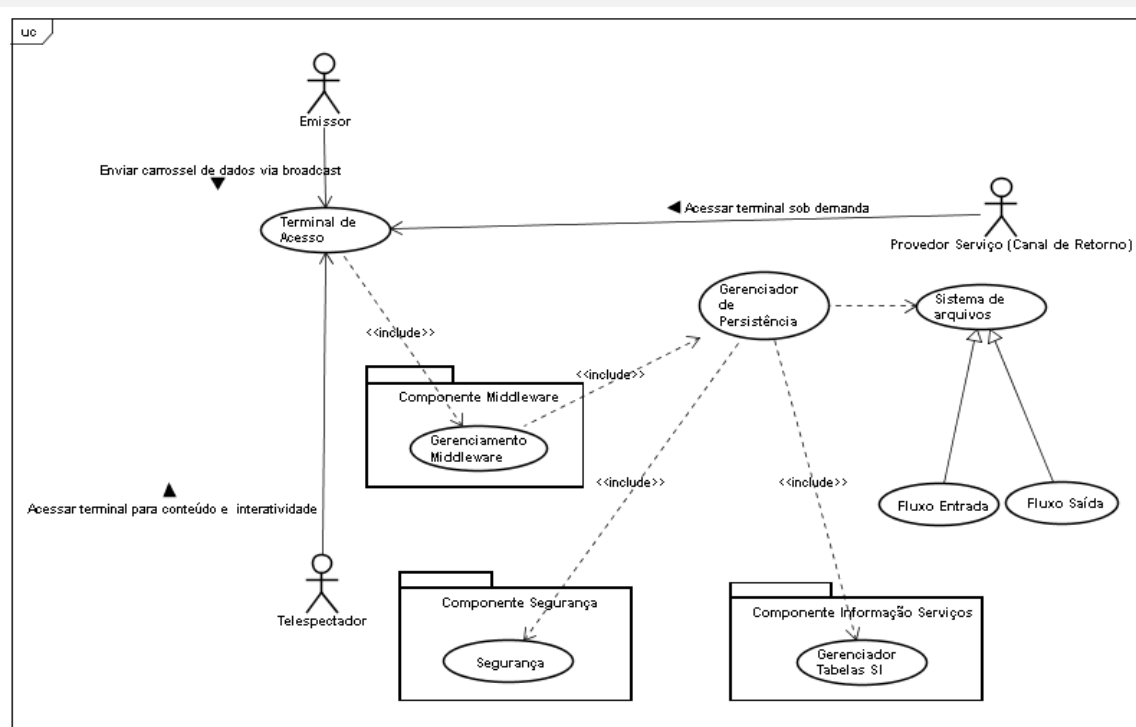 uc
Emissor
Enviar carrossel de dados via broadcast
Terminal de
Acesso
Acessar terminal sob demanda
Provedor Serviço (Canal de Retorno)
Gerenciador
de
Persistência
Sistema de
arquivos
<<include>>
<<include>>
Componente Middleware
Gerenciamento
Middleware
<<include>>
<<include>>
Fluxo Entrada
Fluxo Saída
Acessar terminal para conteúdo e interatividade
Telespectador
Componente Segurança
Segurança
Componente Informação Serviços
Gerenciador
Tabelas SI